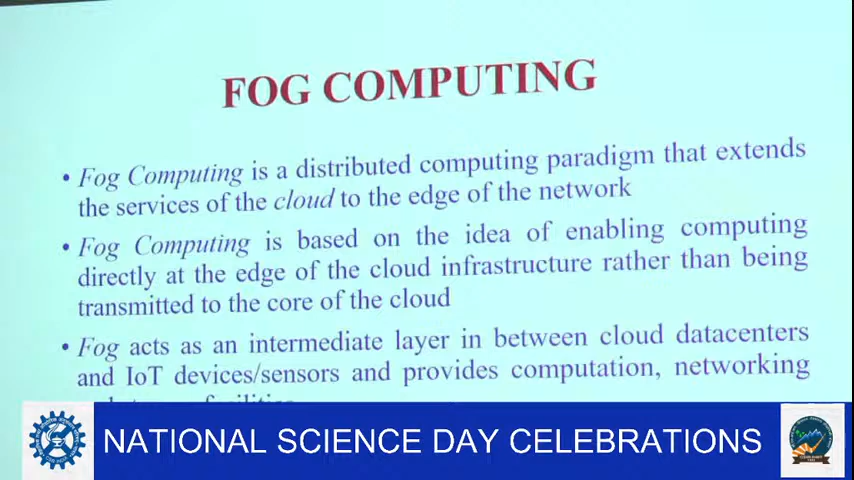 FOG COMPUTING
• Fog Computing is a distributed computing paradigm that extends
the services of the cloud to the edge of the network
• Fog Computing is based on the idea of enabling computing
directly at the edge of the cloud infrastructure rather than being
transmitted to the core of the cloud
• Fog acts as an intermediate layer in between cloud datacenters
and IoT devices/sensors and provides computation, networking
NATIONAL SCIENCE DAY CELEBRATIONS